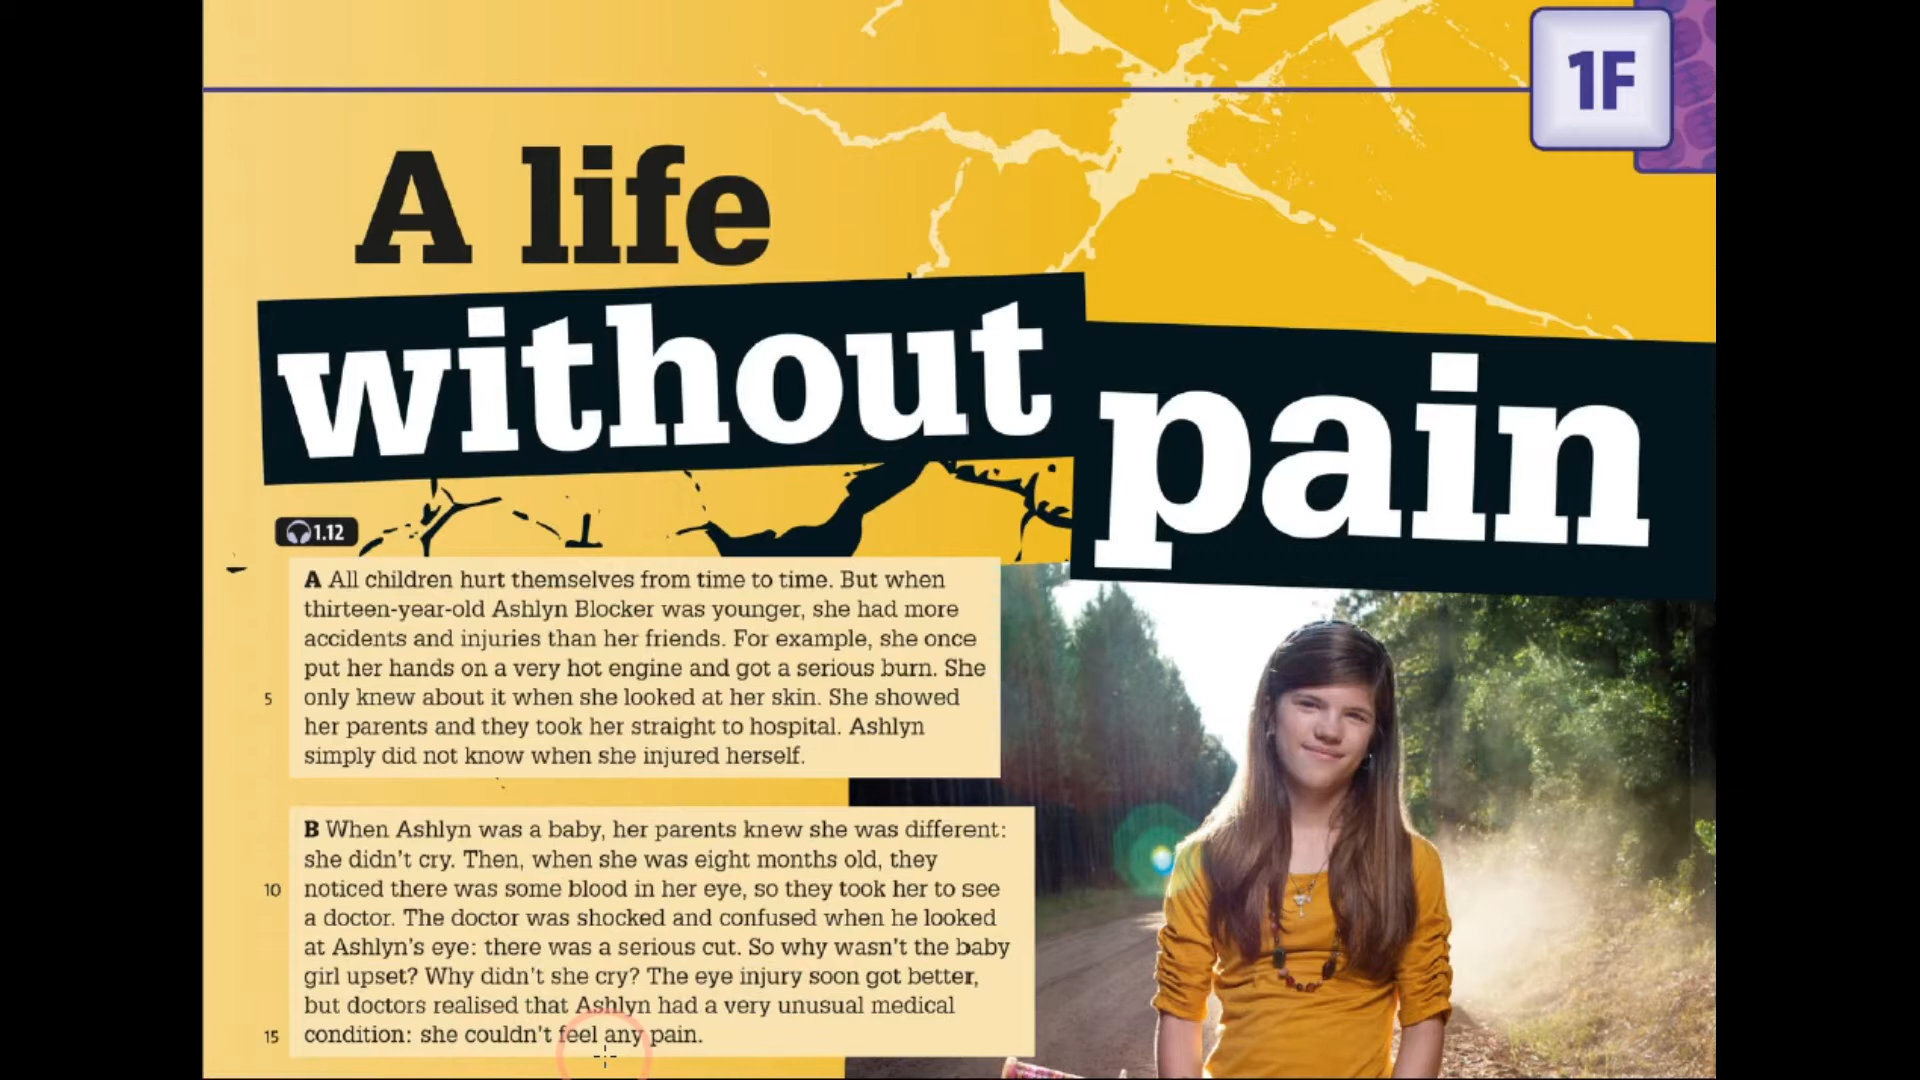 1F
A life
without
pain
1.12
A All children hurt themselves from time to time. But when
thirteen-year-old Ashlyn Blocker was younger, she had more
accidents and injuries than her friends. For example, she once
put her hands on a very hot engine and got a serious burn. She
5 only knew about it when she looked at her skin. She showed
her parents and they took her straight to hospital. Ashlyn
simply did not know when she injured herself.
B When Ashlyn was a baby, her parents knew she was different:
she didn't cry. Then, when she was eight months old, they
10 noticed there was some blood in her eye, so they took her to see
a doctor. The doctor was shocked and confused when he looked
at Ashlyn's eye: there was a serious cut. So why wasn't the baby
girl upset? Why didn't she cry? The eye injury soon got better,
but doctors realised that Ashlyn had a very unusual medical
15 condition: she couldn't feel any pain.